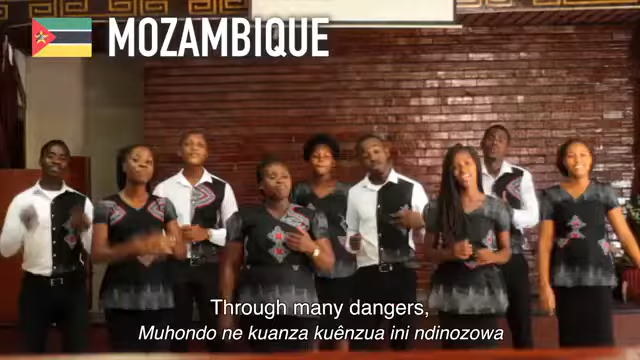 MOZAMBIQUE
Through many dangers,
Muhondo ne kuanza kuênzua ini ndinozowa